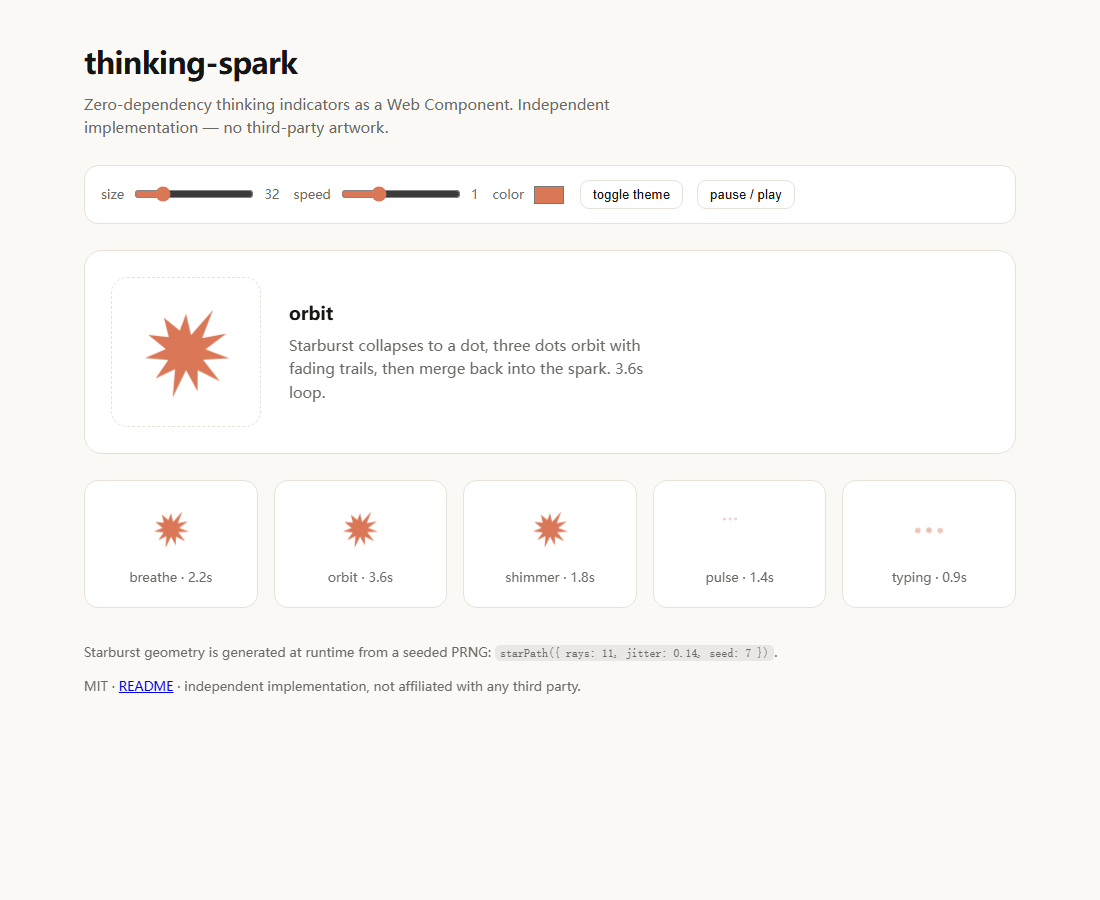 thinking-spark
Zero-dependency thinking indicators as a Web Component. Independent
implementation — no third-party artwork.
size 32 speed 1 color toggle theme pause / play
orbit
Starburst collapses to a dot, three dots orbit with
fading trails, then merge back into the spark. 3.6s
loop.
breathe · 2.2s orbit · 3.6s shimmer · 1.8s pulse · 1.4s typing · 0.9s
Starburst geometry is generated at runtime from a seeded PRNG: starPath({ rays: 11, jitter: 0.14, seed: 7 }).
MIT · README · independent implementation, not affiliated with any third party.